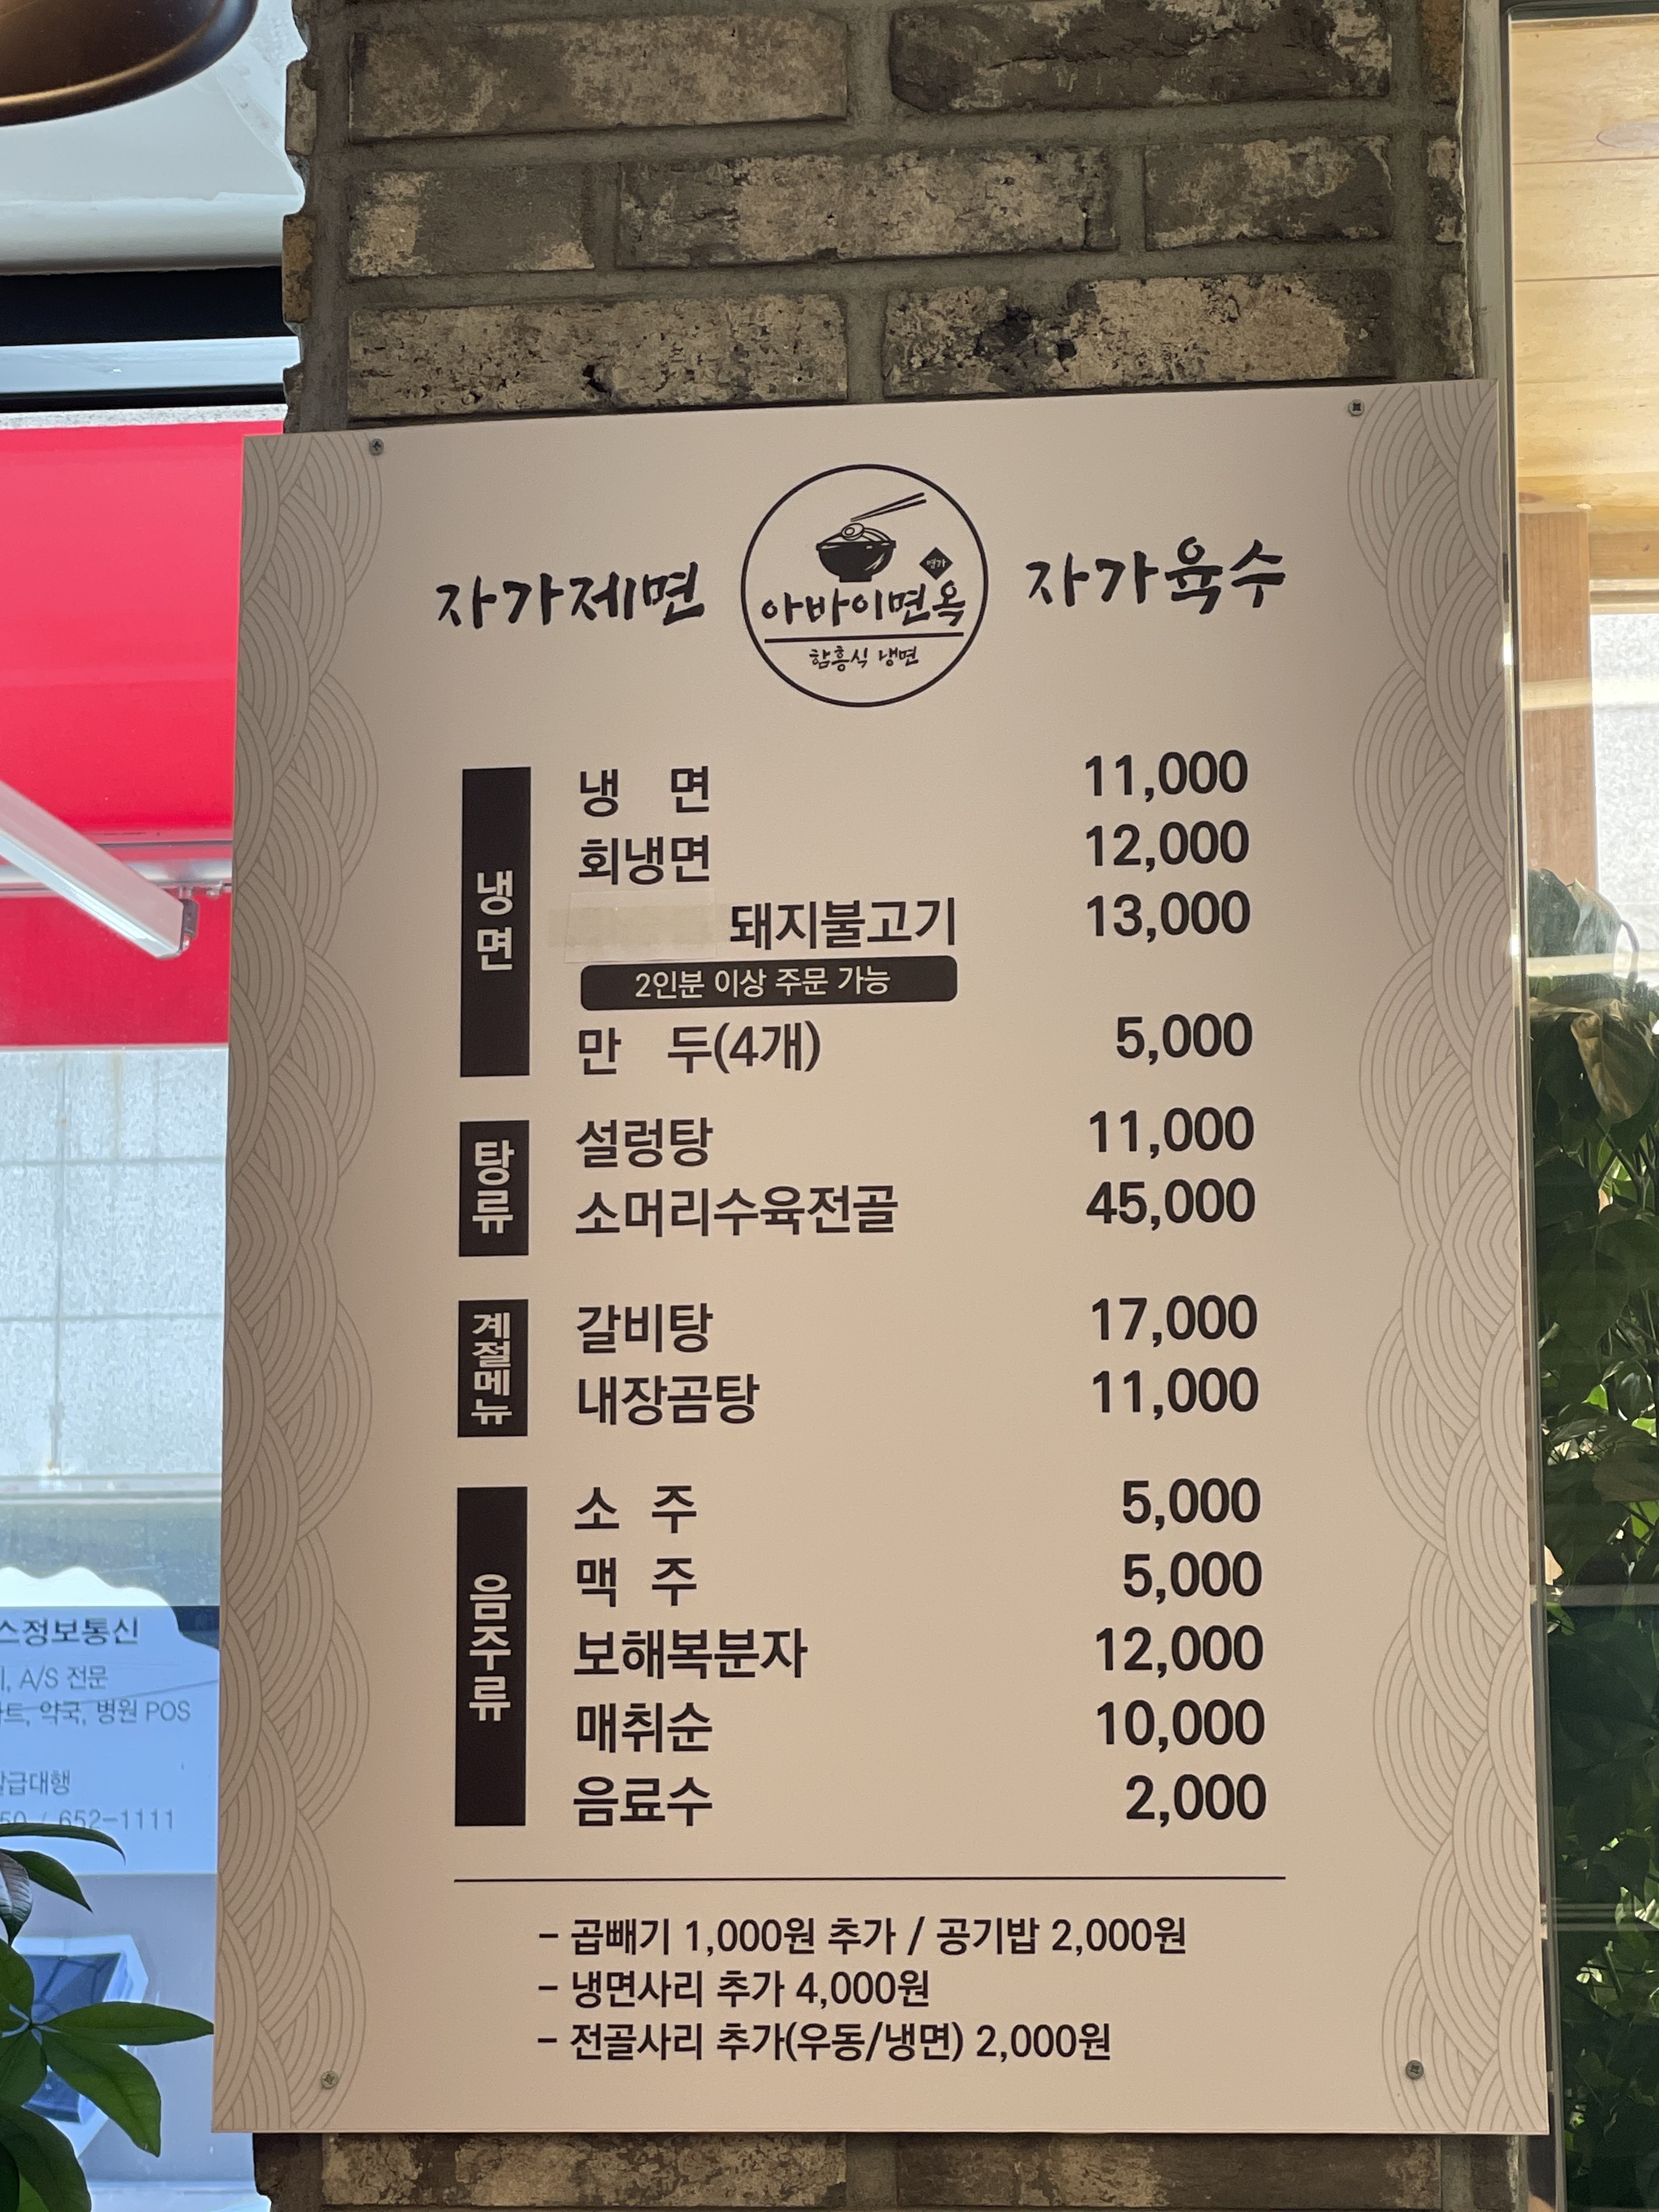 자가제면
명가
아바이면옥
함흥식 냉면
자가육수
냉면
냉 면 11,000
회냉면 12,000
돼지불고기 13,000
2인분 이상 주문 가능
만 두(4개) 5,000
탕류
설렁탕 11,000
소머리수육전골 45,000
계절메뉴
갈비탕 17,000
내장곰탕 11,000
음주류
소 주 5,000
맥 주 5,000
보해복분자 12,000
매취순 10,000
음료수 2,000
- 곱빼기 1,000원 추가 / 공기밥 2,000원
- 냉면사리 추가 4,000원
- 전골사리 추가(우동/냉면) 2,000원
정보통신
A/S 전문
약국, 병원 POS
급대행
652-1111